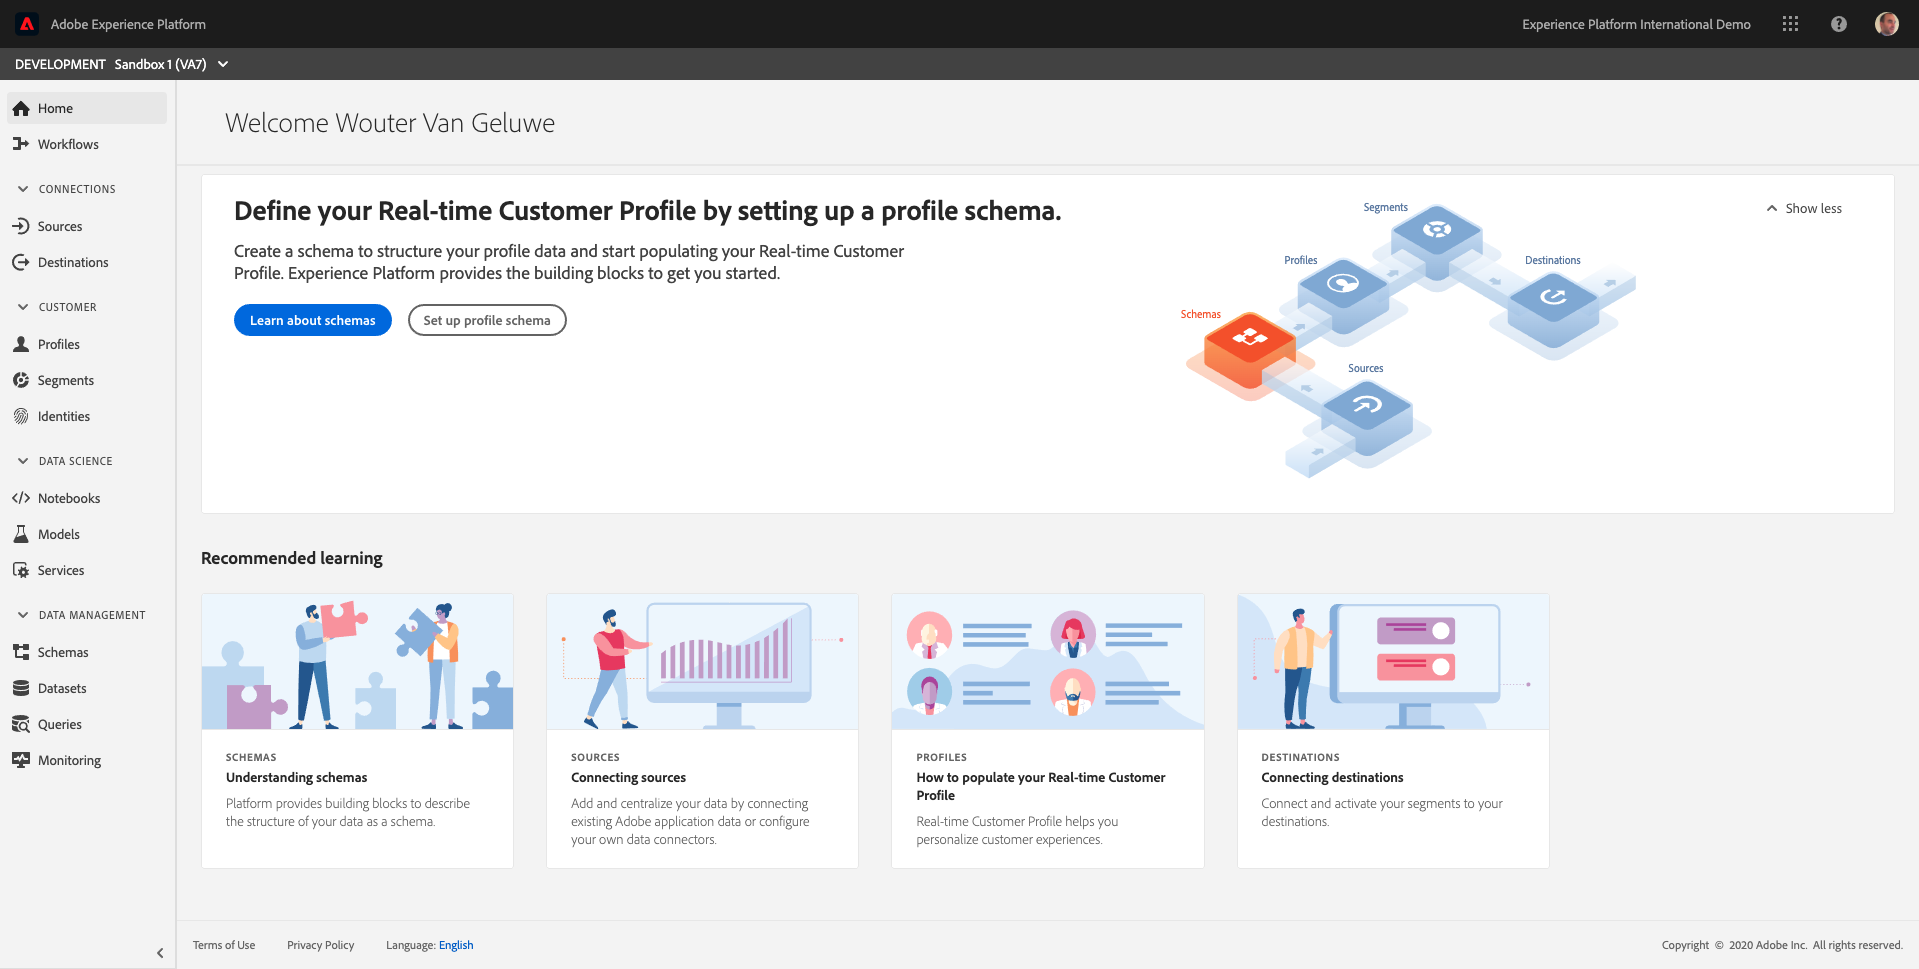 Adobe Experience Platform
Experience Platform International Demo
DEVELOPMENT Sandbox 1 (VA7)
Home
Workflows
CONNECTIONS
Sources
Destinations
CUSTOMER
Profiles
Segments
Identities
DATA SCIENCE
Notebooks
Models
Services
DATA MANAGEMENT
Schemas
Datasets
Queries
Monitoring
Welcome Wouter Van Geluwe
Define your Real-time Customer Profile by setting up a profile schema.
Create a schema to structure your profile data and start populating your Real-time Customer
Profile. Experience Platform provides the building blocks to get you started.
Learn about schemas
Set up profile schema
Segments
Profiles
Destinations
Schemas
Sources
Show less
Recommended learning
SCHEMAS
Understanding schemas
Platform provides building blocks to describe
the structure of your data as a schema.
SOURCES
Connecting sources
Add and centralize your data by connecting
existing Adobe application data or configure
your own data connectors.
PROFILES
How to populate your Real-time Customer
Profile
Real-time Customer Profile helps you
personalize customer experiences.
DESTINATIONS
Connecting destinations
Connect and activate your segments to your
destinations.
Terms of Use
Privacy Policy
Language: English
Copyright © 2020 Adobe Inc. All rights reserved.